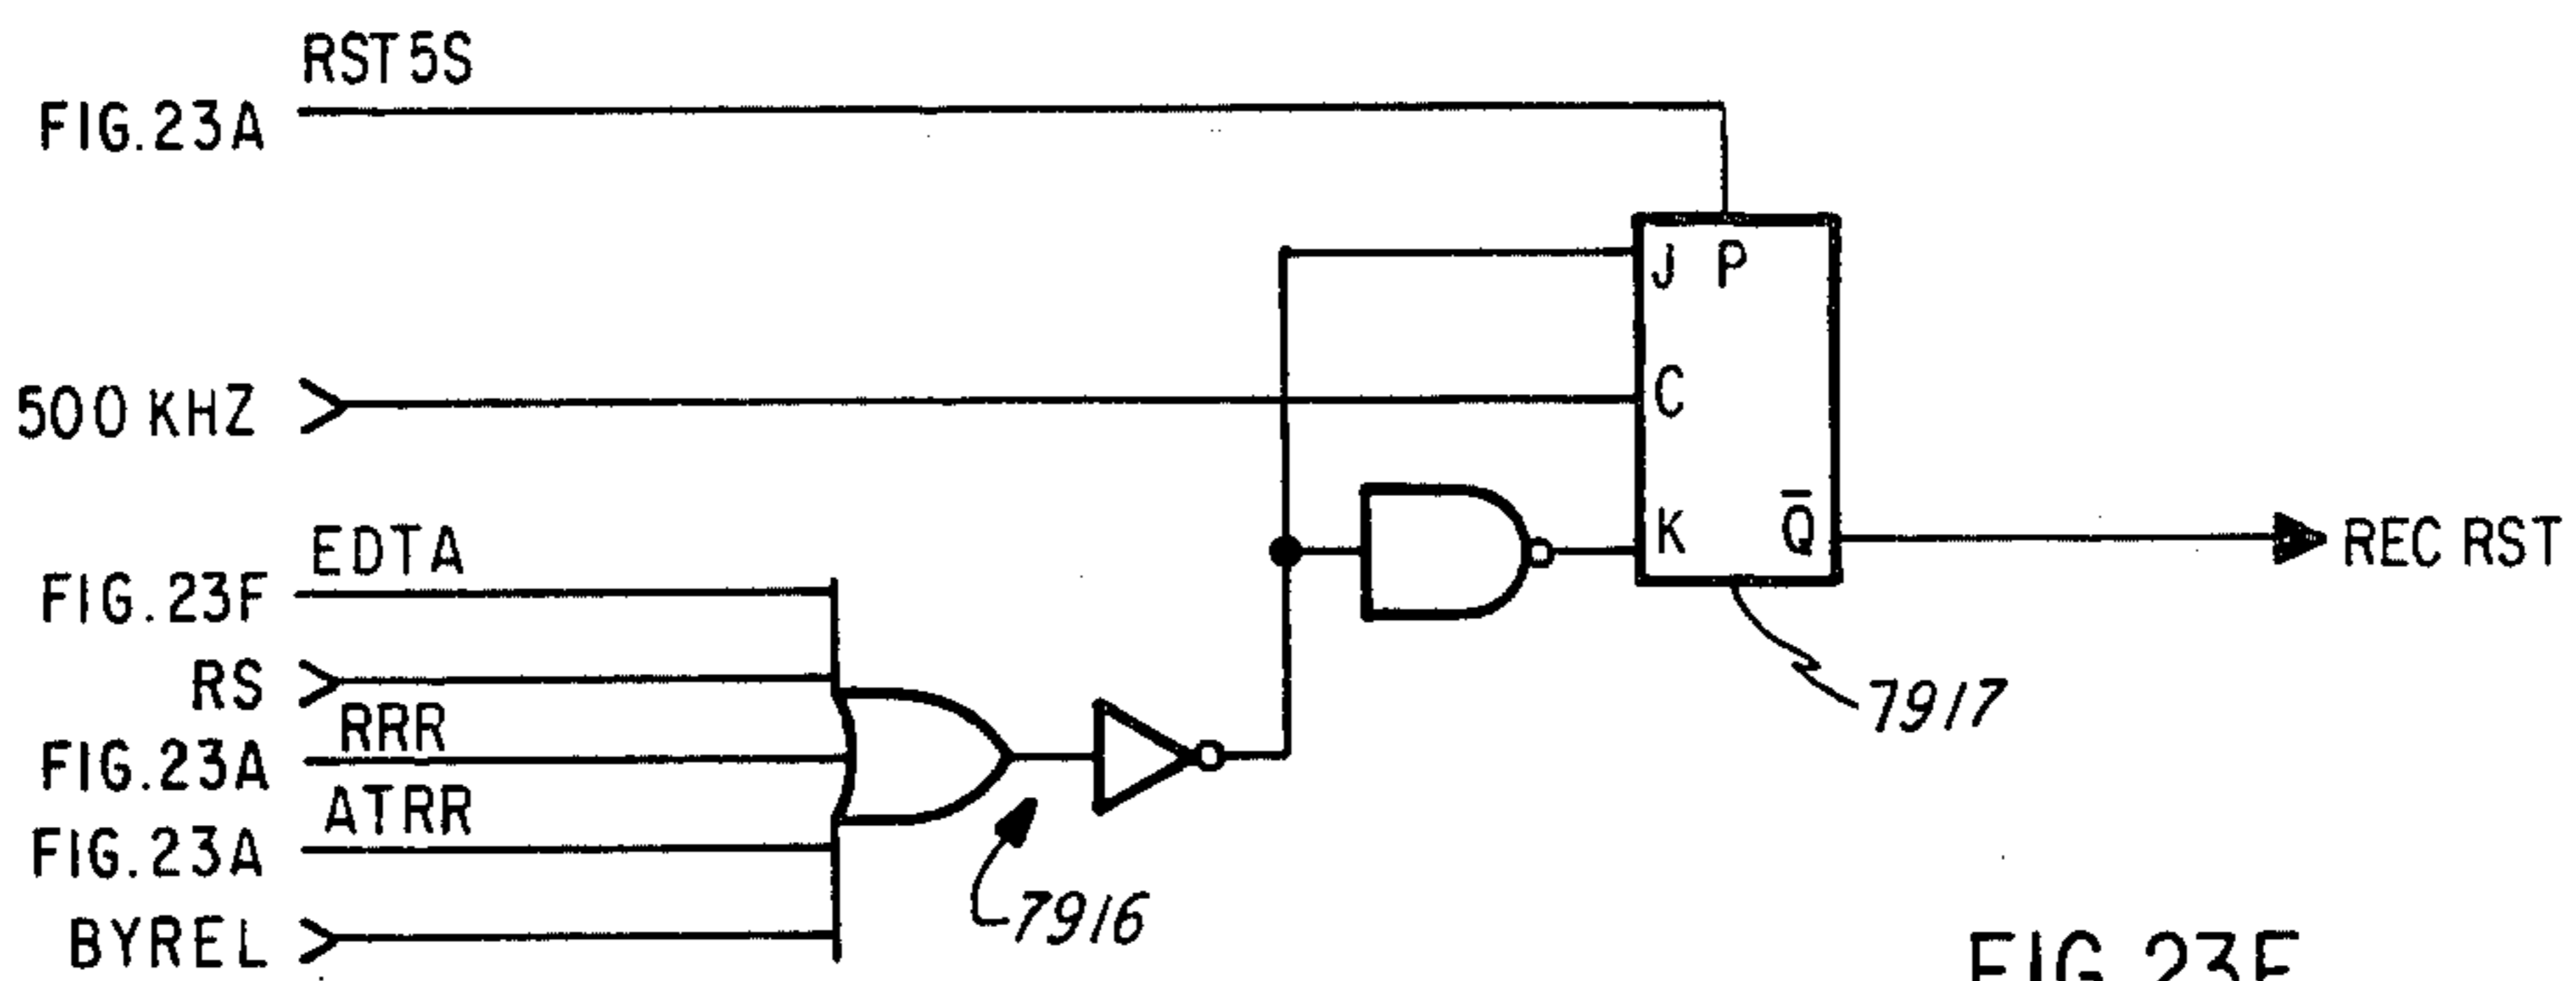 RST5S
FIG.23A
J P
500 KHZ
C
EDTA
K Q̅
REC RST
FIG.23F
RS
RRR
FIG.23A
7917
ATRR
FIG.23A
7916
BYREL